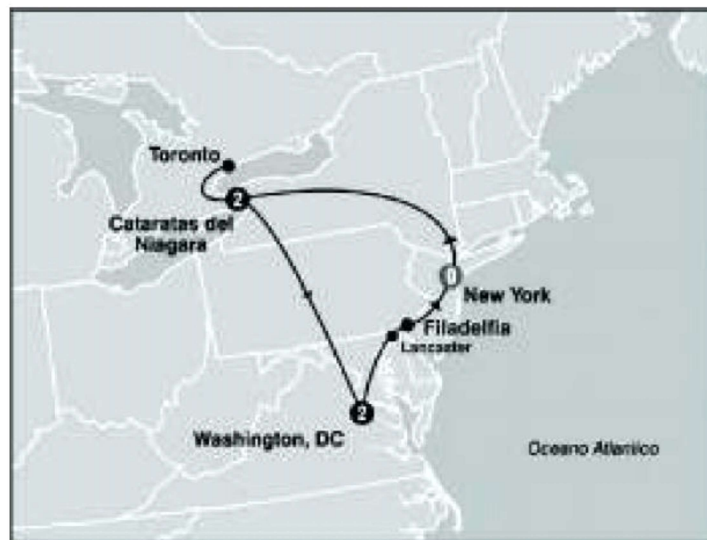 Toronto
2
Cataratas del
Niagara
1
New York
Filadelfia
Lancaster
2
Washington, DC
Oceano Atlantico